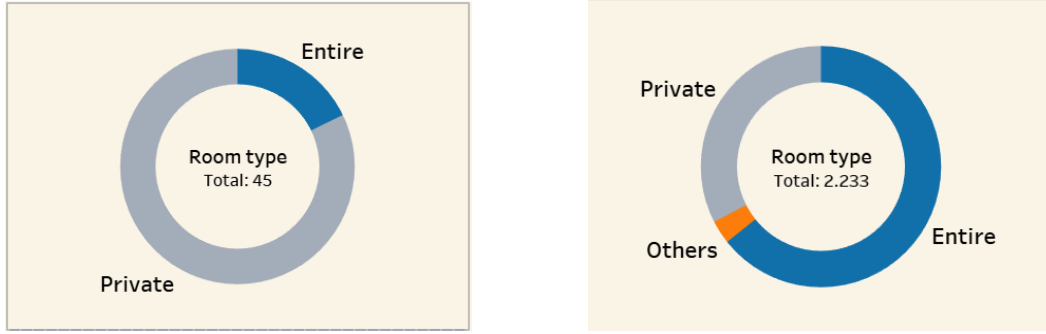 Entire
Room type
Total: 45
Private
Private
Room type
Total: 2.233
Others
Entire